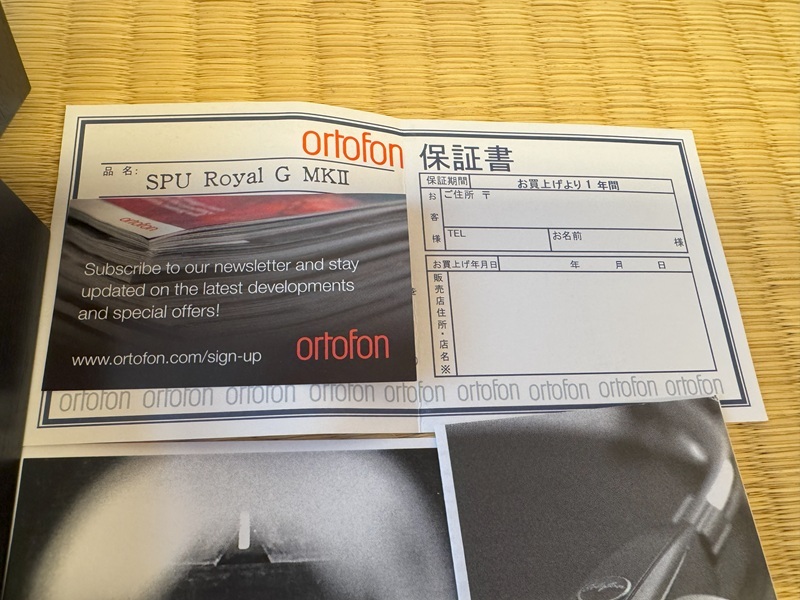 ortofon
品 名:
SPU Royal G MKⅡ
ortofon
Subscribe to our newsletter and stay
updated on the latest developments
and special offers!
www.ortofon.com/sign-up
ortofon
保証書
保証期間
お買上げより 1 年間
お客様
ご住所 〒
TEL
お名前
様
お買上げ年月日
年 月 日
販売店住所・店名※
ortofon ortofon ortofon ortofon ortofon ortofon ortofon ortofon ortofon